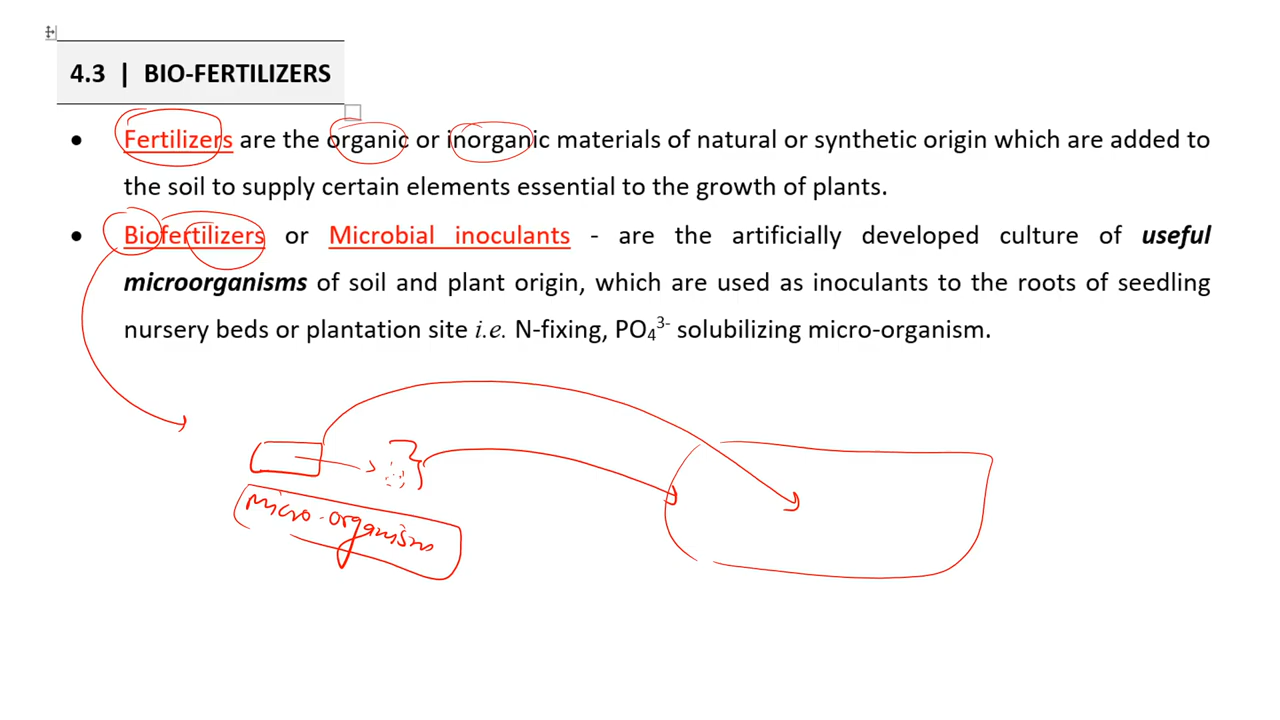 4.3 | BIO-FERTILIZERS
• Fertilizers are the organic or inorganic materials of natural or synthetic origin which are added to
the soil to supply certain elements essential to the growth of plants.
• Biofertilizers or Microbial inoculants - are the artificially developed culture of useful
microorganisms of soil and plant origin, which are used as inoculants to the roots of seedling
nursery beds or plantation site i.e. N-fixing, PO₄³⁻ solubilizing micro-organism.
micro-organism